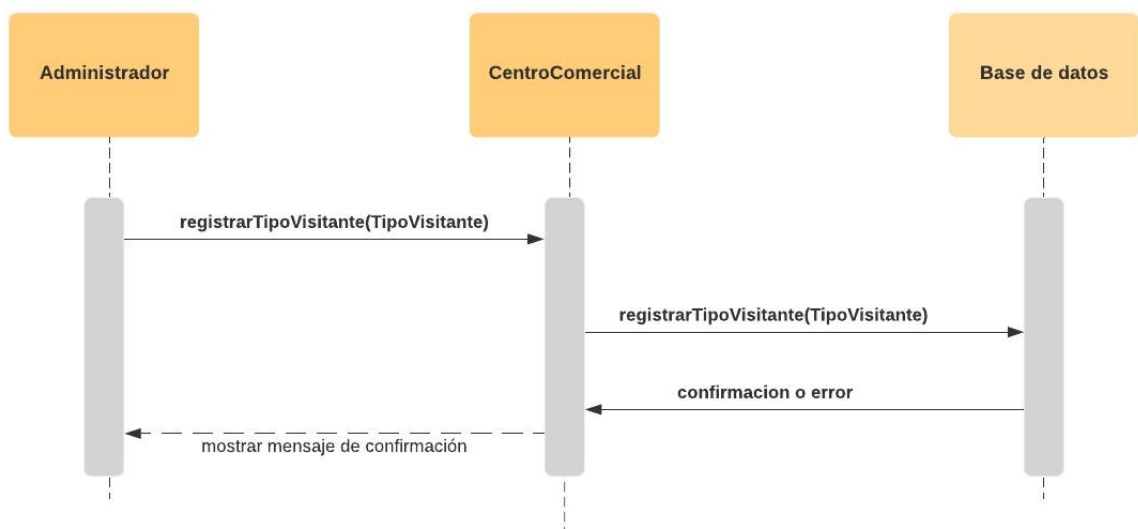 Administrador
CentroComercial
Base de datos
registrarTipoVisitante(TipoVisitante)
registrarTipoVisitante(TipoVisitante)
confirmacion o error
mostrar mensaje de confirmación